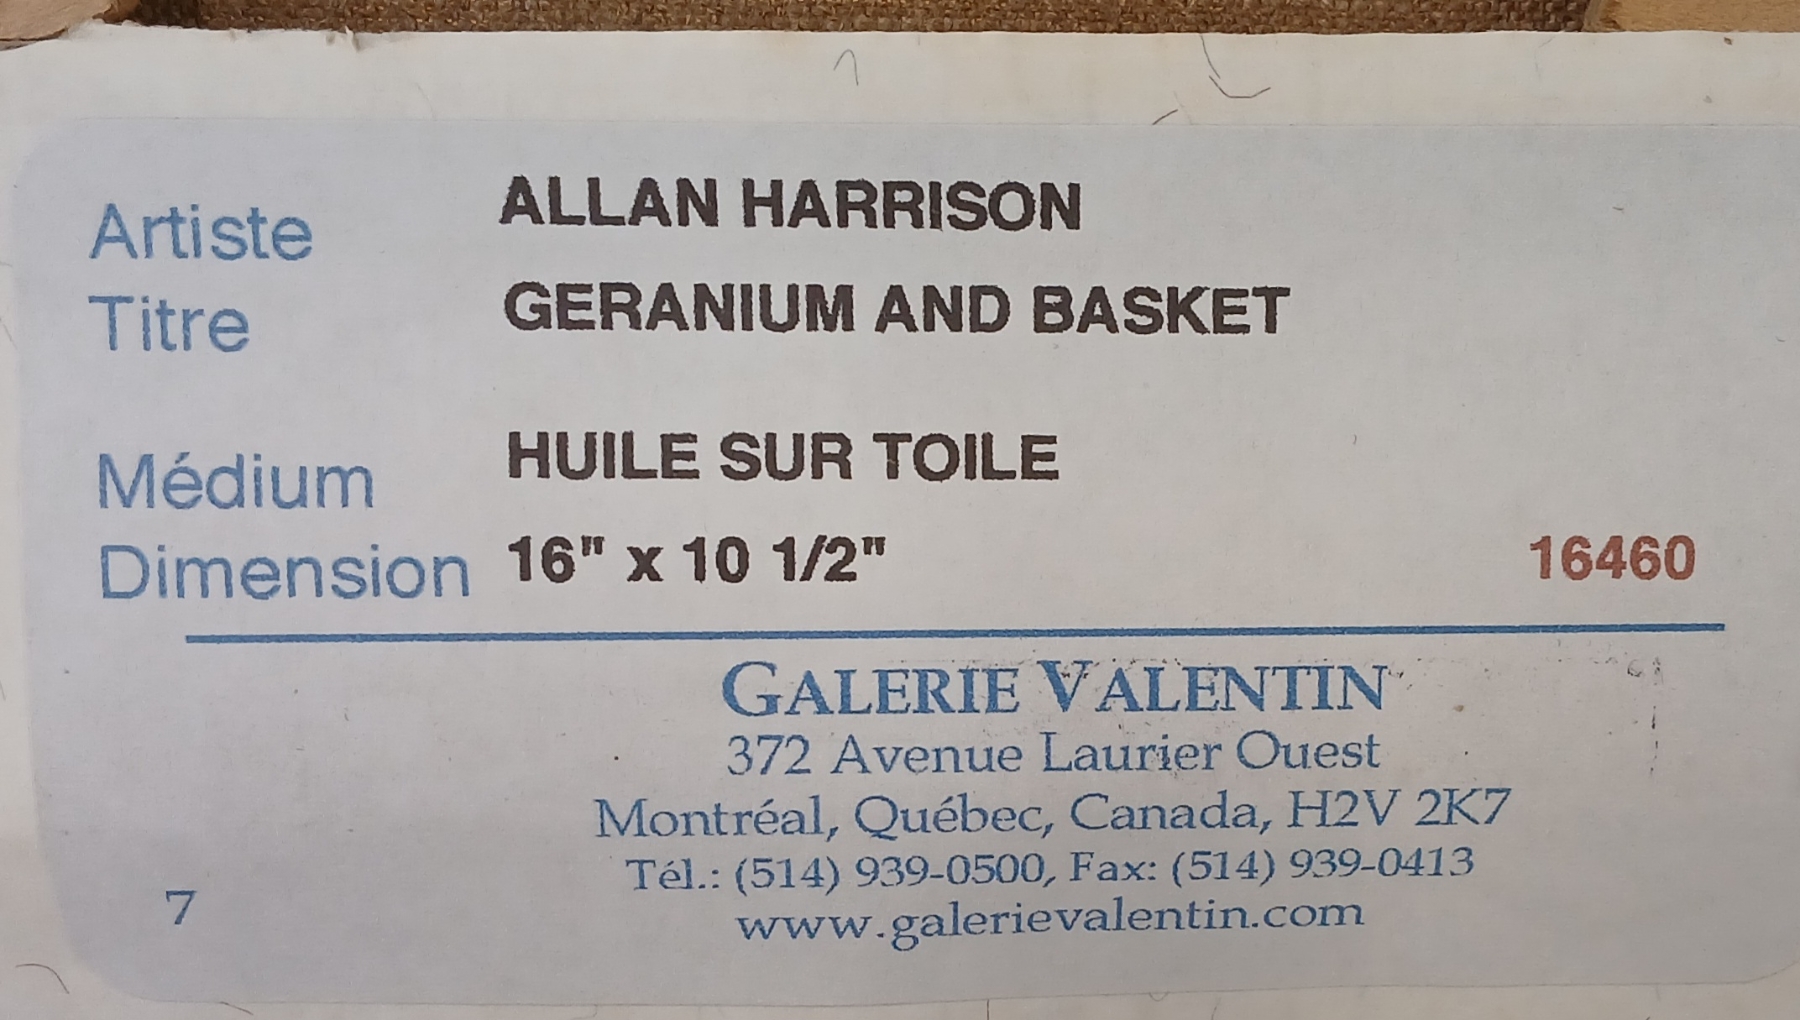 Artiste ALLAN HARRISON
Titre GERANIUM AND BASKET
Médium HUILE SUR TOILE
Dimension 16" x 10 1/2" 16460
GALERIE VALENTIN
372 Avenue Laurier Ouest
Montréal, Québec, Canada, H2V 2K7
Tél.: (514) 939-0500, Fax: (514) 939-0413
7 www.galerievalentin.com